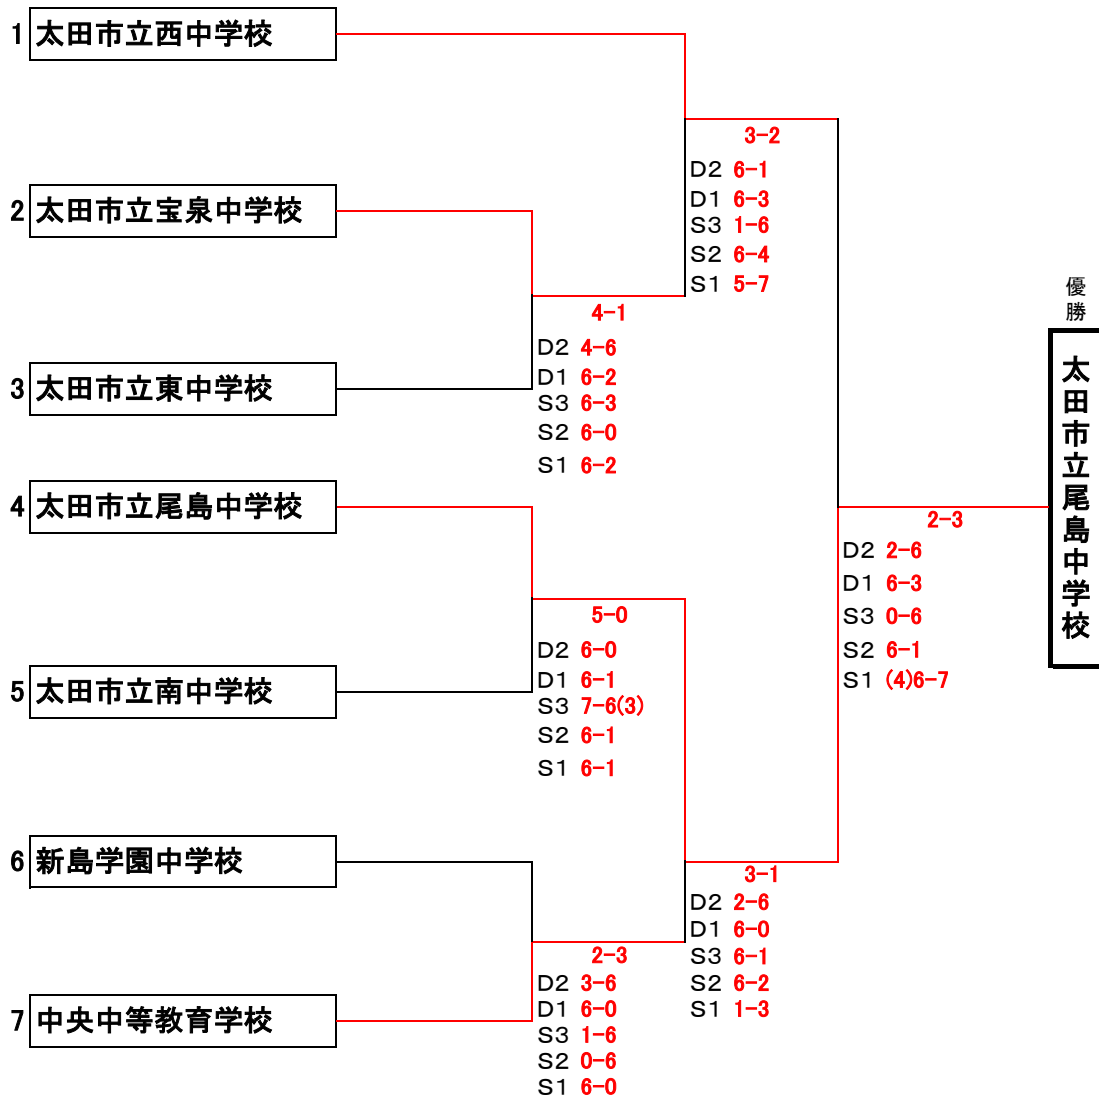 1 太田市立西中学校
3-2
D2 6-1
D1 6-3
S3 1-6
S2 6-4
S1 5-7
2 太田市立宝泉中学校
4-1
D2 4-6
D1 6-2
S3 6-3
S2 6-0
S1 6-2
3 太田市立東中学校
優勝
太田市立尾島中学校
4 太田市立尾島中学校
2-3
D2 2-6
D1 6-3
S3 0-6
S2 6-1
S1 (4)6-7
5-0
D2 6-0
D1 6-1
S3 7-6(3)
S2 6-1
S1 6-1
5 太田市立南中学校
6 新島学園中学校
3-1
D2 2-6
D1 6-0
S3 6-1
S2 6-2
S1 1-3
2-3
D2 3-6
D1 6-0
S3 1-6
S2 0-6
S1 6-0
7 中央中等教育学校